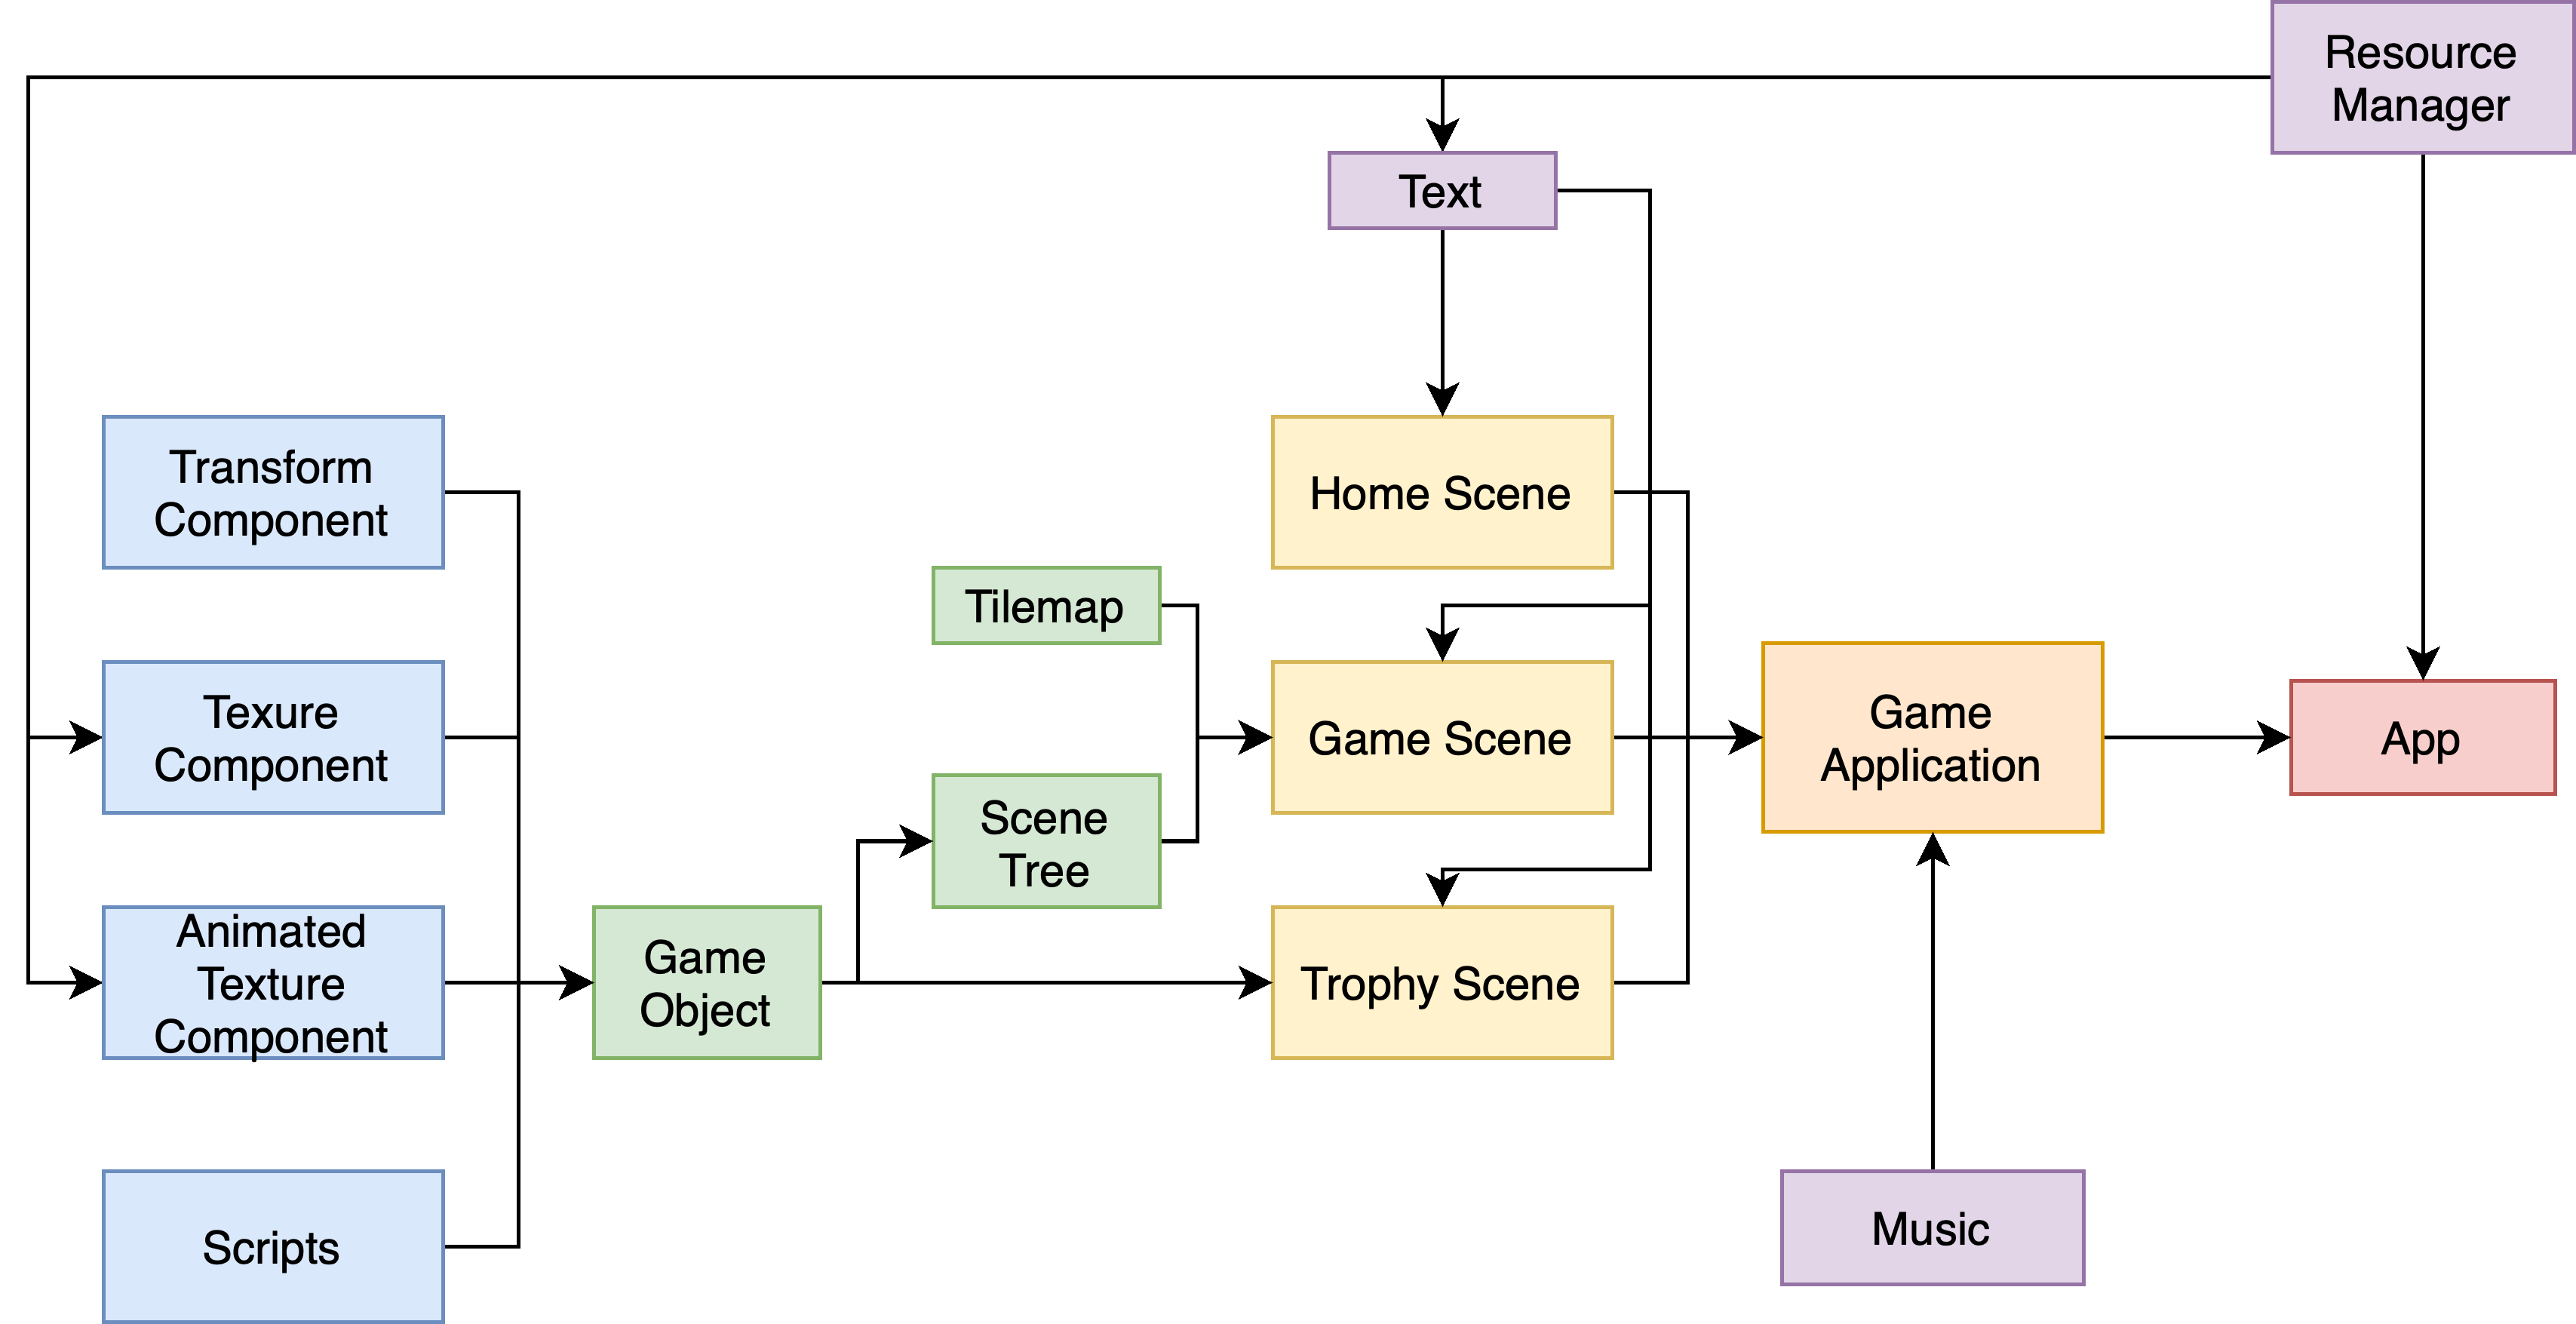 Resource
Manager
Text
Transform
Component
Home Scene
Tilemap
Texure
Component
Game Scene
Game
Application
App
Scene
Tree
Animated
Texture
Component
Game
Object
Trophy Scene
Scripts
Music